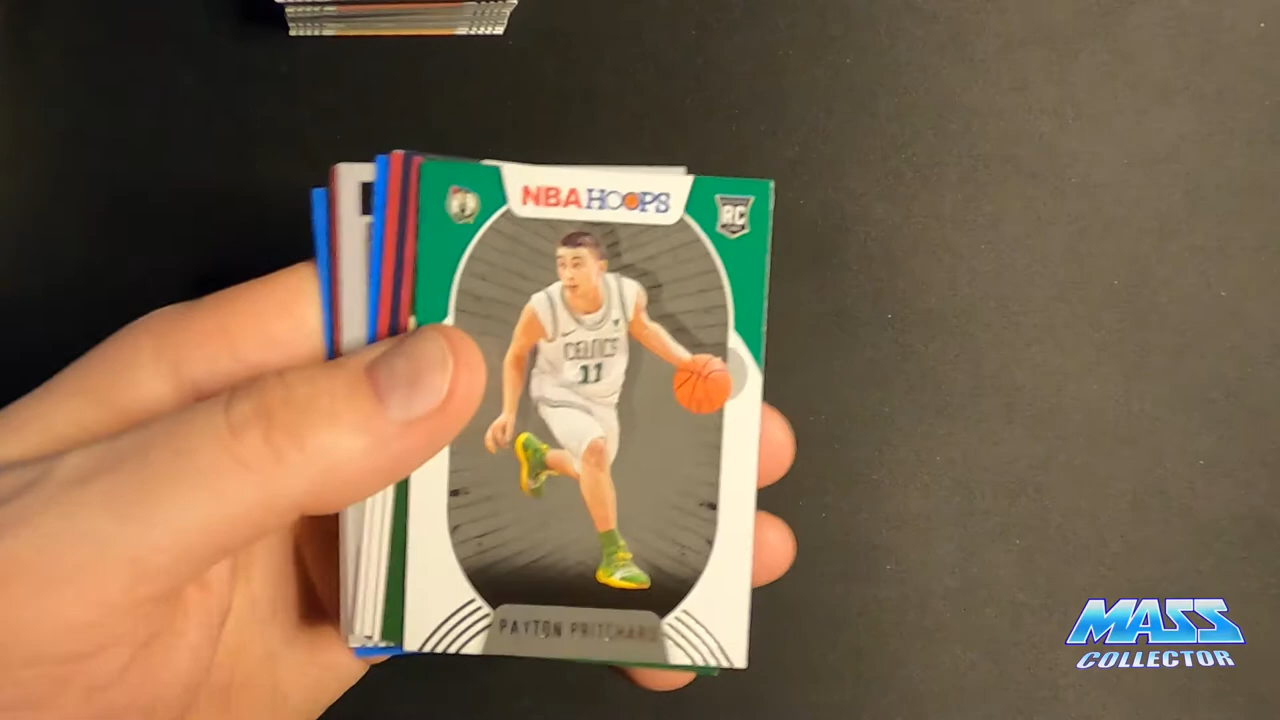 NBA HOOPS
RC
CELTICS
11
PAYTON PRITCHARD
MASS
COLLECTOR